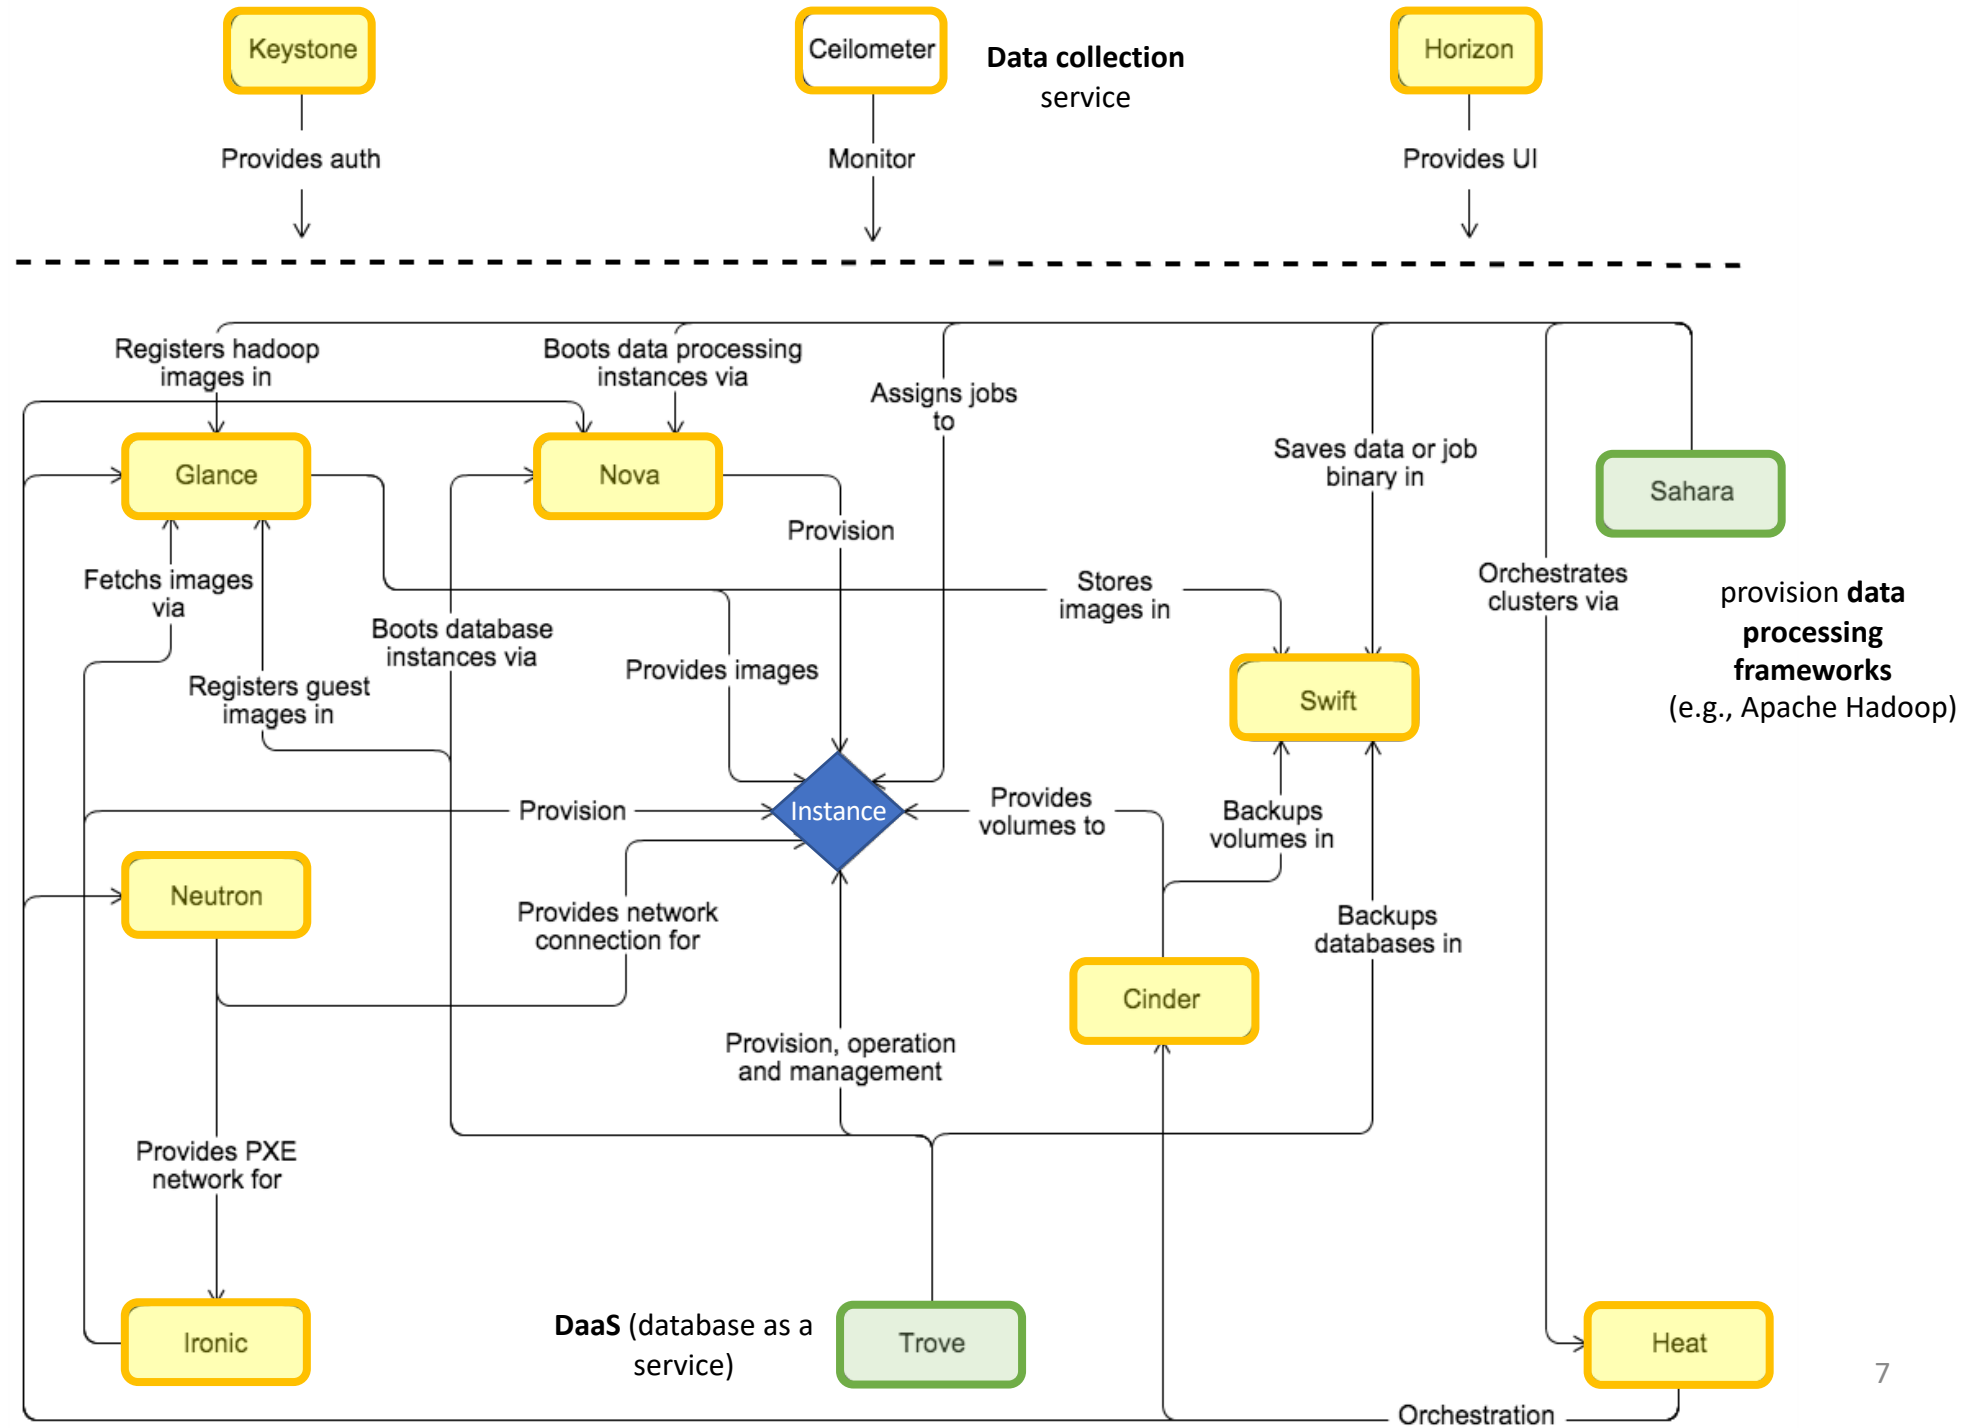 Keystone
Ceilometer
Data collection
service
Horizon
Provides auth
Monitor
Provides UI
Registers hadoop
images in
Boots data processing
instances via
Assigns jobs
to
Saves data or job
binary in
Glance
Nova
Sahara
Provision
Fetchs images
via
Stores
images in
Orchestrates
clusters via
provision data
processing
frameworks
(e.g., Apache Hadoop)
Boots database
instances via
Provides images
Registers guest
images in
Swift
Provision
Instance
Provides
volumes to
Backups
volumes in
Neutron
Provides network
connection for
Backups
databases in
Cinder
Provision, operation
and management
Provides PXE
network for
Ironic
DaaS (database as a
service)
Trove
Heat
7
Orchestration